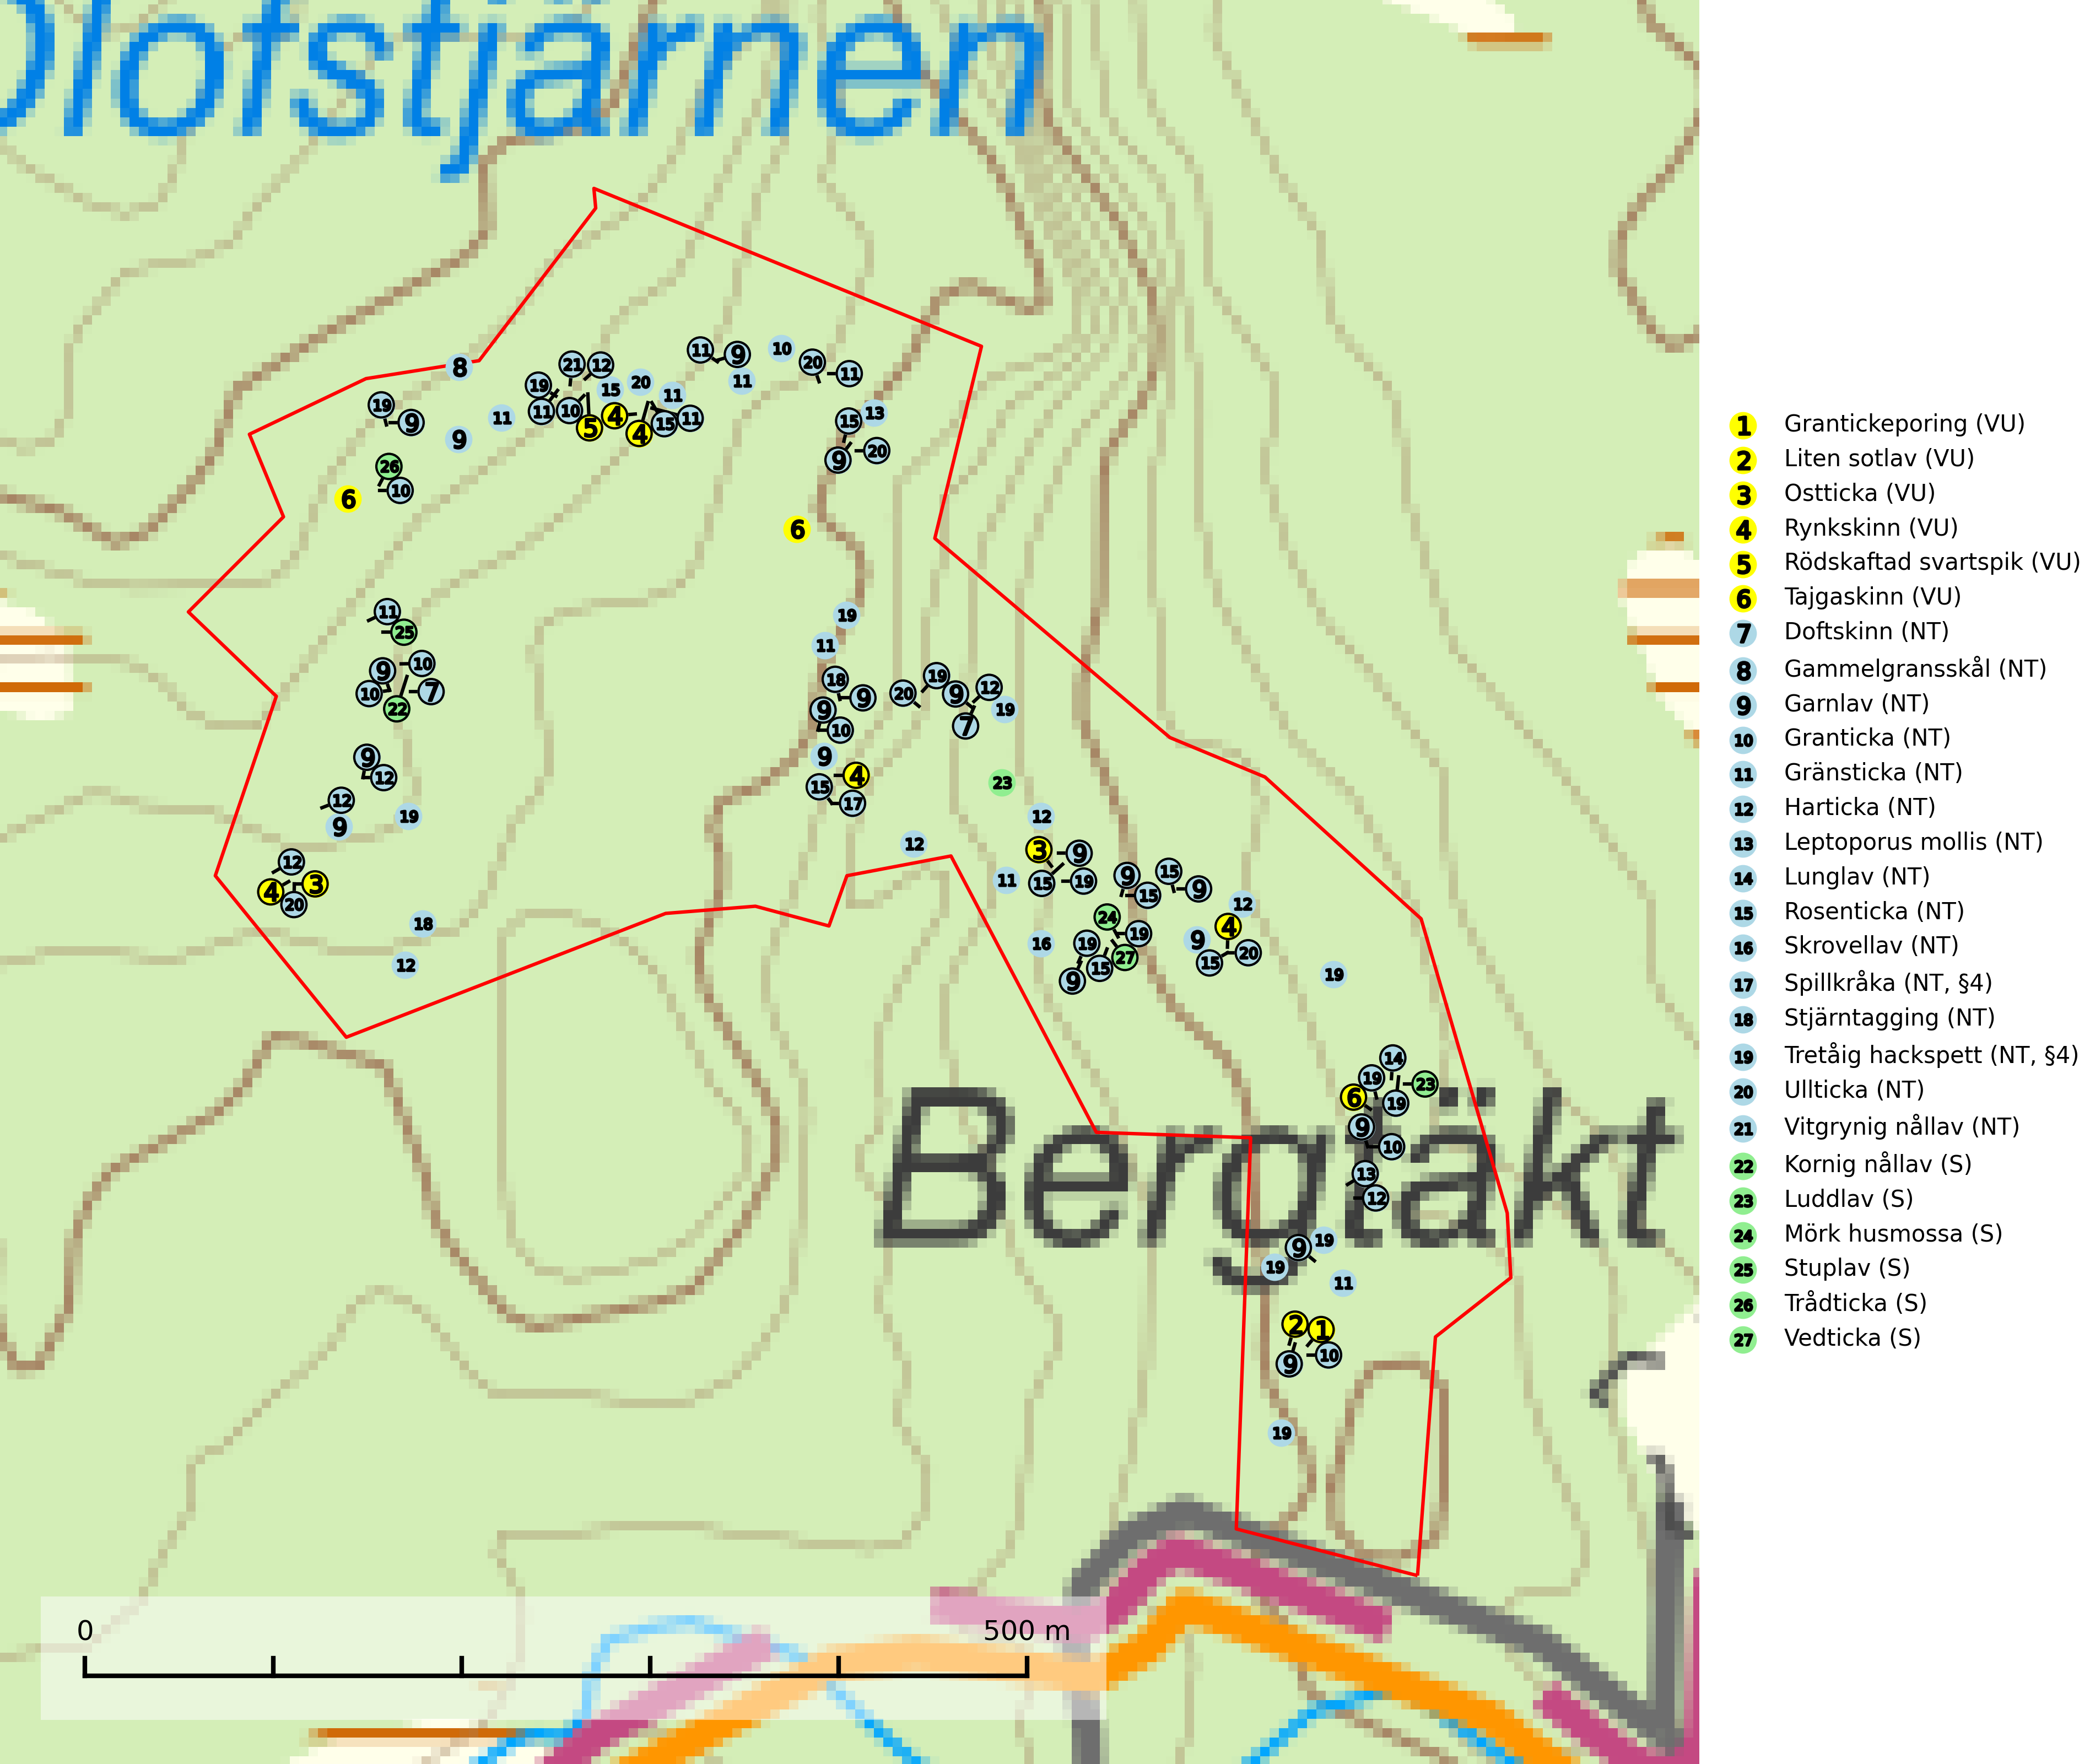 Olofstjärnen
Bergtäkt
0
500 m
1 Grantickeporing (VU)
2 Liten sotlav (VU)
3 Ostticka (VU)
4 Rynkskinn (VU)
5 Rödskaftad svartspik (VU)
6 Tajgaskinn (VU)
7 Doftskinn (NT)
8 Gammelgransskål (NT)
9 Garnlav (NT)
10 Granticka (NT)
11 Gränsticka (NT)
12 Harticka (NT)
13 Leptoporus mollis (NT)
14 Lunglav (NT)
15 Rosenticka (NT)
16 Skrovellav (NT)
17 Spillkråka (NT, §4)
18 Stjärntagging (NT)
19 Tretåig hackspett (NT, §4)
20 Ullticka (NT)
21 Vitgrynig nållav (NT)
22 Kornig nållav (S)
23 Luddlav (S)
24 Mörk husmossa (S)
25 Stuplav (S)
26 Trådticka (S)
27 Vedticka (S)